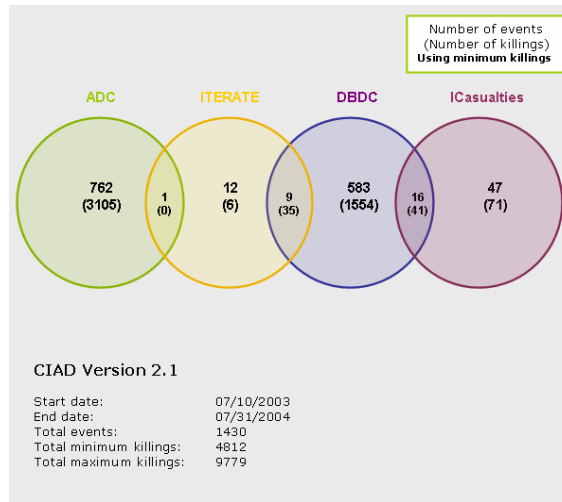 Number of events
(Number of killings)
Using minimum killings
ADC ITERATE DBDC ICasualties
762 1 12 9 583 16 47
(3105) (0) (6) (35) (1554) (41) (71)
CIAD Version 2.1
Start date: 07/10/2003
End date: 07/31/2004
Total events: 1430
Total minimum killings: 4812
Total maximum killings: 9779